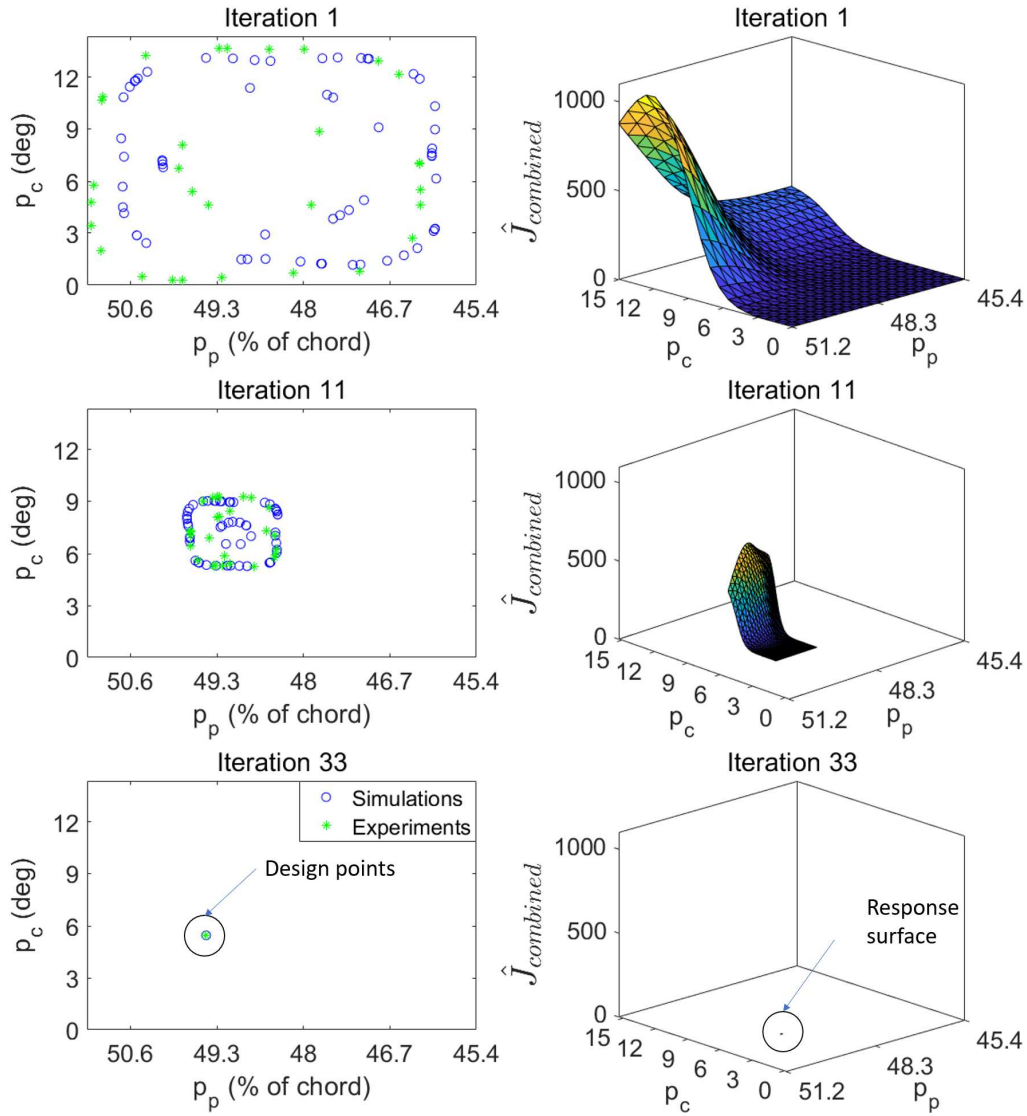 Iteration 1
12
9
6
3
0
p_c (deg)
50.6 49.3 48 46.7 45.4
p_p (% of chord)
Iteration 1
1000
500
0
Ĵ_combined
15 12 9 6 3 0
p_c
51.2 48.3 45.4
p_p
Iteration 11
12
9
6
3
0
p_c (deg)
50.6 49.3 48 46.7 45.4
p_p (% of chord)
Iteration 11
1000
500
0
Ĵ_combined
15 12 9 6 3 0
p_c
51.2 48.3 45.4
p_p
Iteration 33
Simulations
Experiments
Design points
12
9
6
3
0
p_c (deg)
50.6 49.3 48 46.7 45.4
p_p (% of chord)
Iteration 33
1000
500
0
Ĵ_combined
Response
surface
15 12 9 6 3 0
p_c
51.2 48.3 45.4
p_p